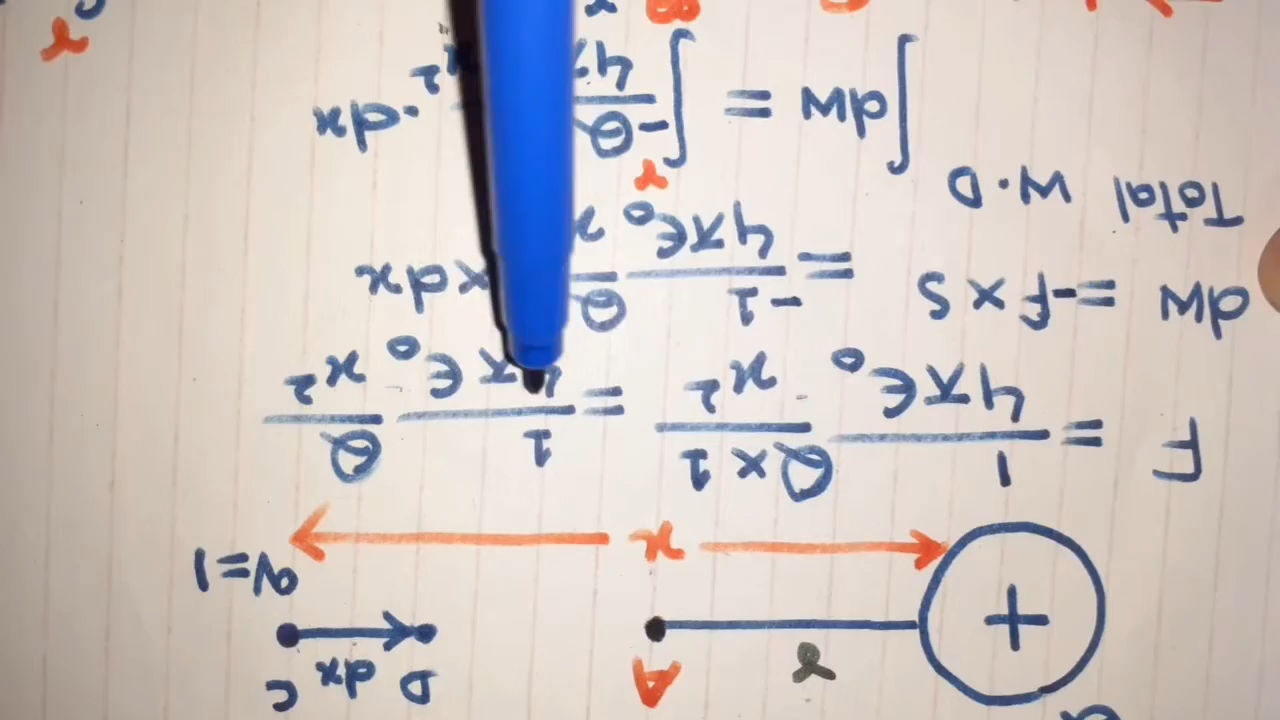 A D dx C
+ r
q=1
x
F = 1/4πε₀ Q×1/x² = 1/4πε₀ Q/x²
dw = -F×S = -1/4πε₀ Q/x ×dx
Total W.D r
∫dw = ∫ -Q/4π ² .dx
∞